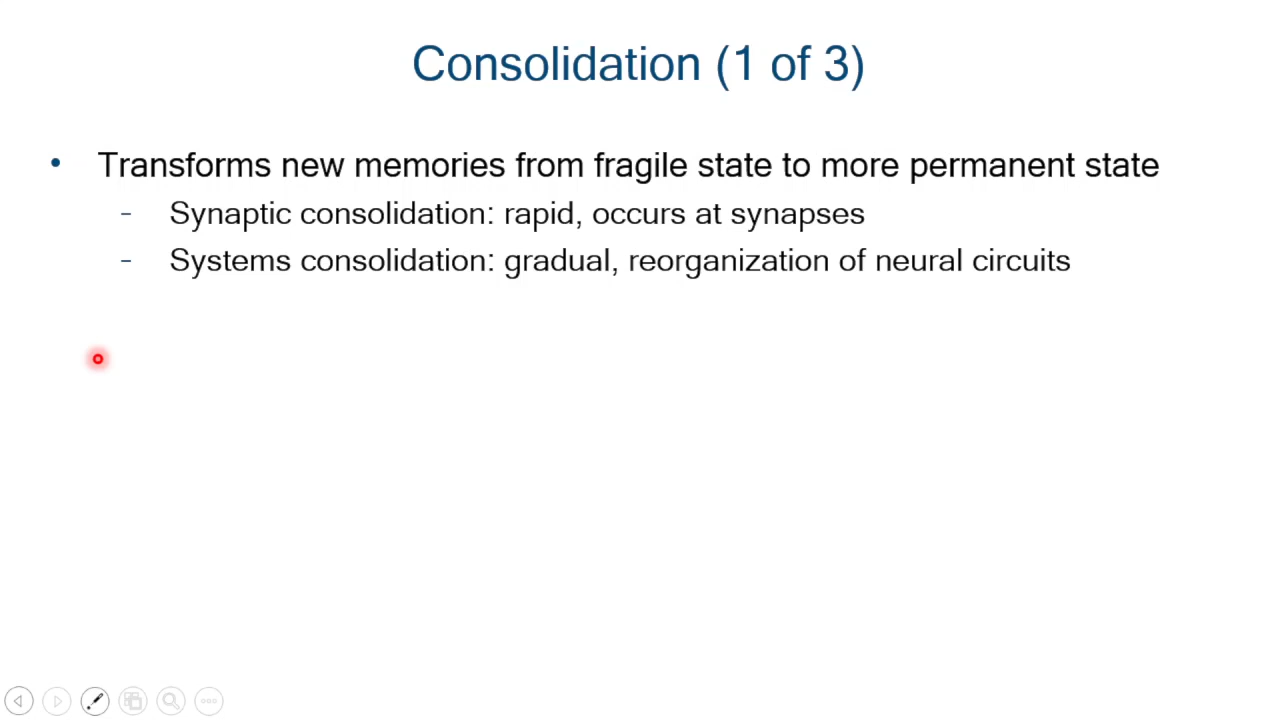 Consolidation (1 of 3)
• Transforms new memories from fragile state to more permanent state
- Synaptic consolidation: rapid, occurs at synapses
- Systems consolidation: gradual, reorganization of neural circuits